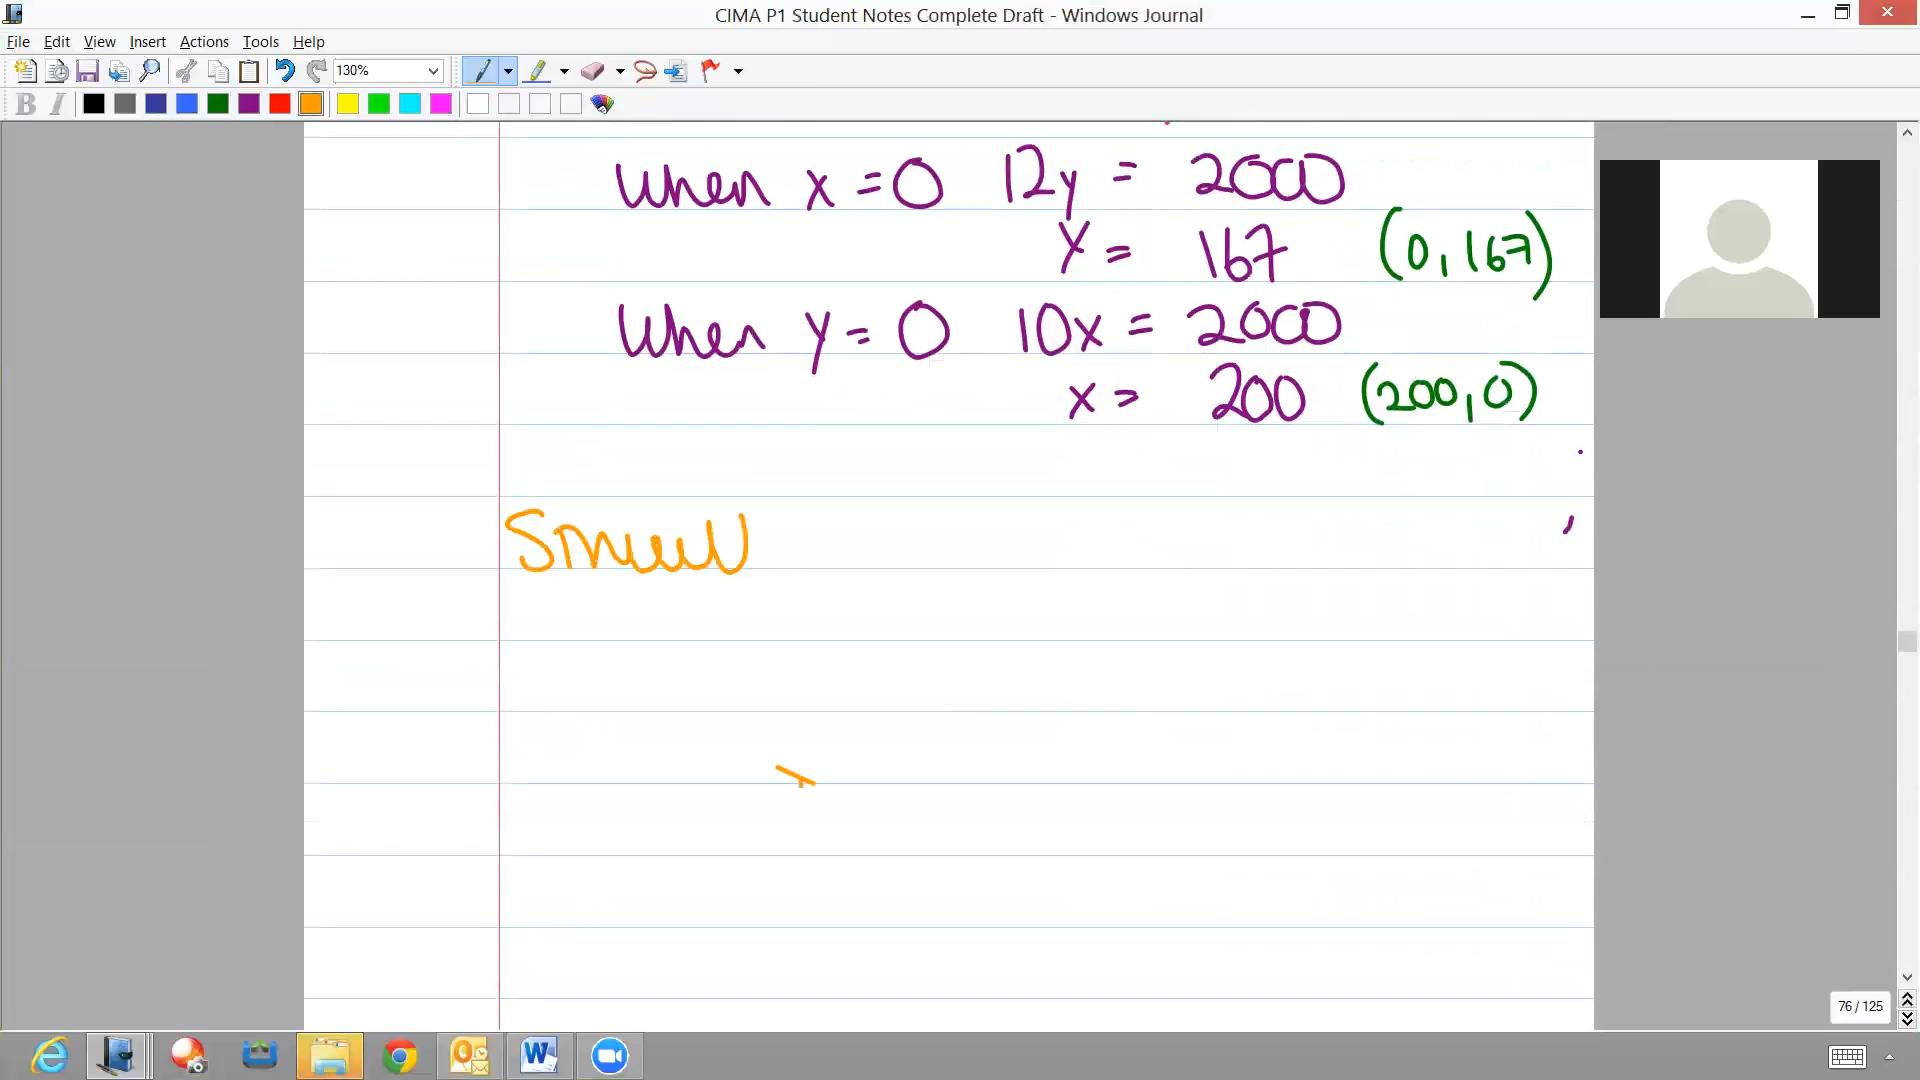 CIMA P1 Student Notes Complete Draft - Windows Journal
File Edit View Insert Actions Tools Help
130%
B I
When x = 0 12y = 2000
y = 167 (0, 167)
When y = 0 10x = 2000
x = 200 (200, 0)
76 / 125